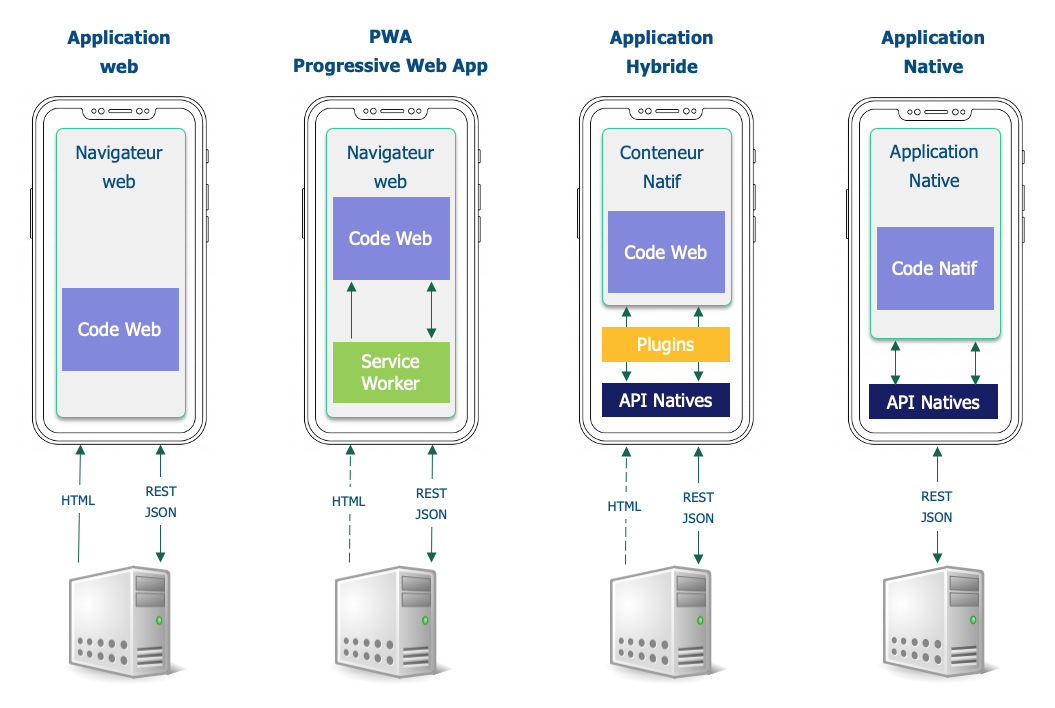 Application
web
Navigateur
web
Code Web
HTML
REST
JSON
PWA
Progressive Web App
Navigateur
web
Code Web
Service
Worker
HTML
REST
JSON
Application
Hybride
Conteneur
Natif
Code Web
Plugins
API Natives
HTML
REST
JSON
Application
Native
Application
Native
Code Natif
API Natives
REST
JSON